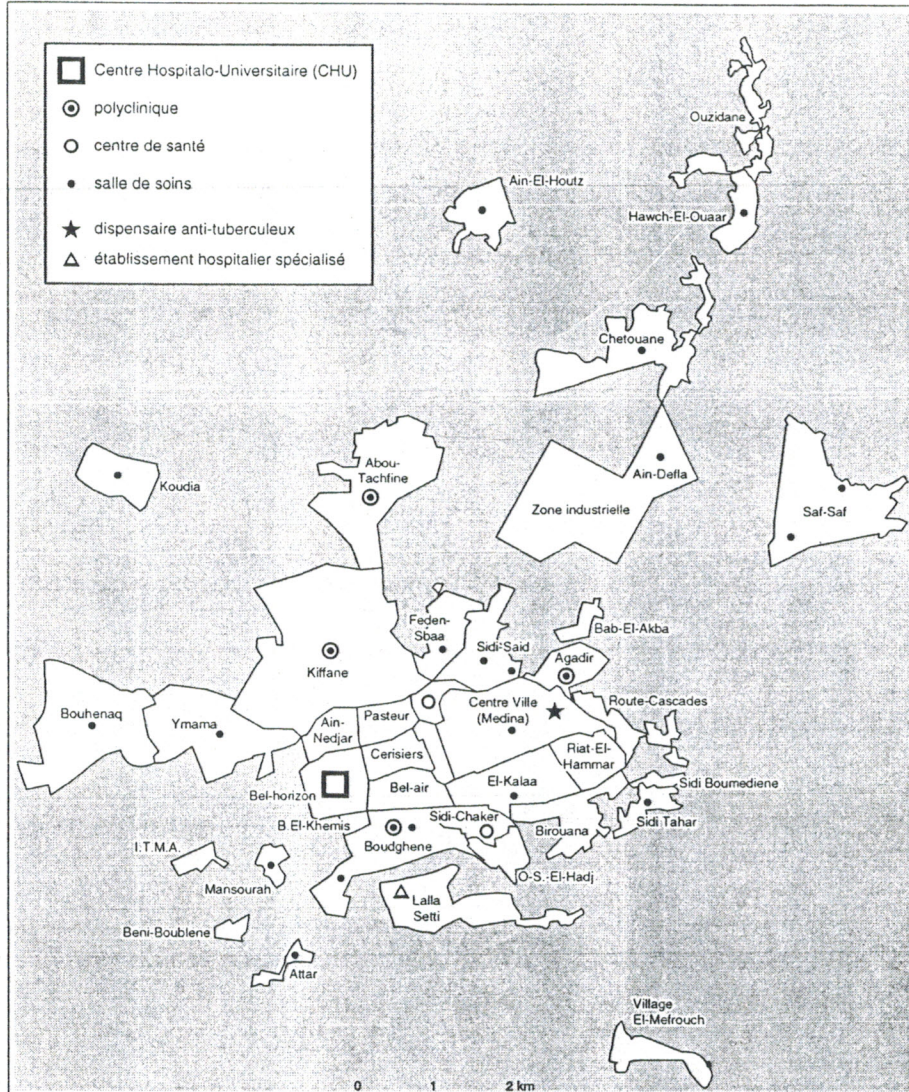 Centre Hospitalo-Universitaire (CHU)
polyclinique
centre de santé
salle de soins
dispensaire anti-tuberculeux
établissement hospitalier spécialisé
Ouzidane
Ain-El-Houtz
Hawch-El-Ouaar
Chetouane
Abou-
Tachfine
Koudia
Ain-Defla
Zone industrielle
Saf-Saf
Feden-
Sbaa
Bab-El-Akba
Sidi-Said
Agadir
Kiffane
Bouhenaq
Ymama
Ain-
Nedjar
Pasteur
Centre Ville
(Medina)
Route-Cascades
Cerisiers
Riat-El-
Hammar
Bel-horizon
Bel-air
El-Kalaa
Sidi Boumediene
B.El-Khemis
Sidi-Chaker
Birouana
Sidi Tahar
Boudghene
I.T.M.A.
Mansourah
O-S.-El-Hadj
Lalla
Setti
Beni-Boublene
Attar
Village
El-Mefrouch
0 1 2 km